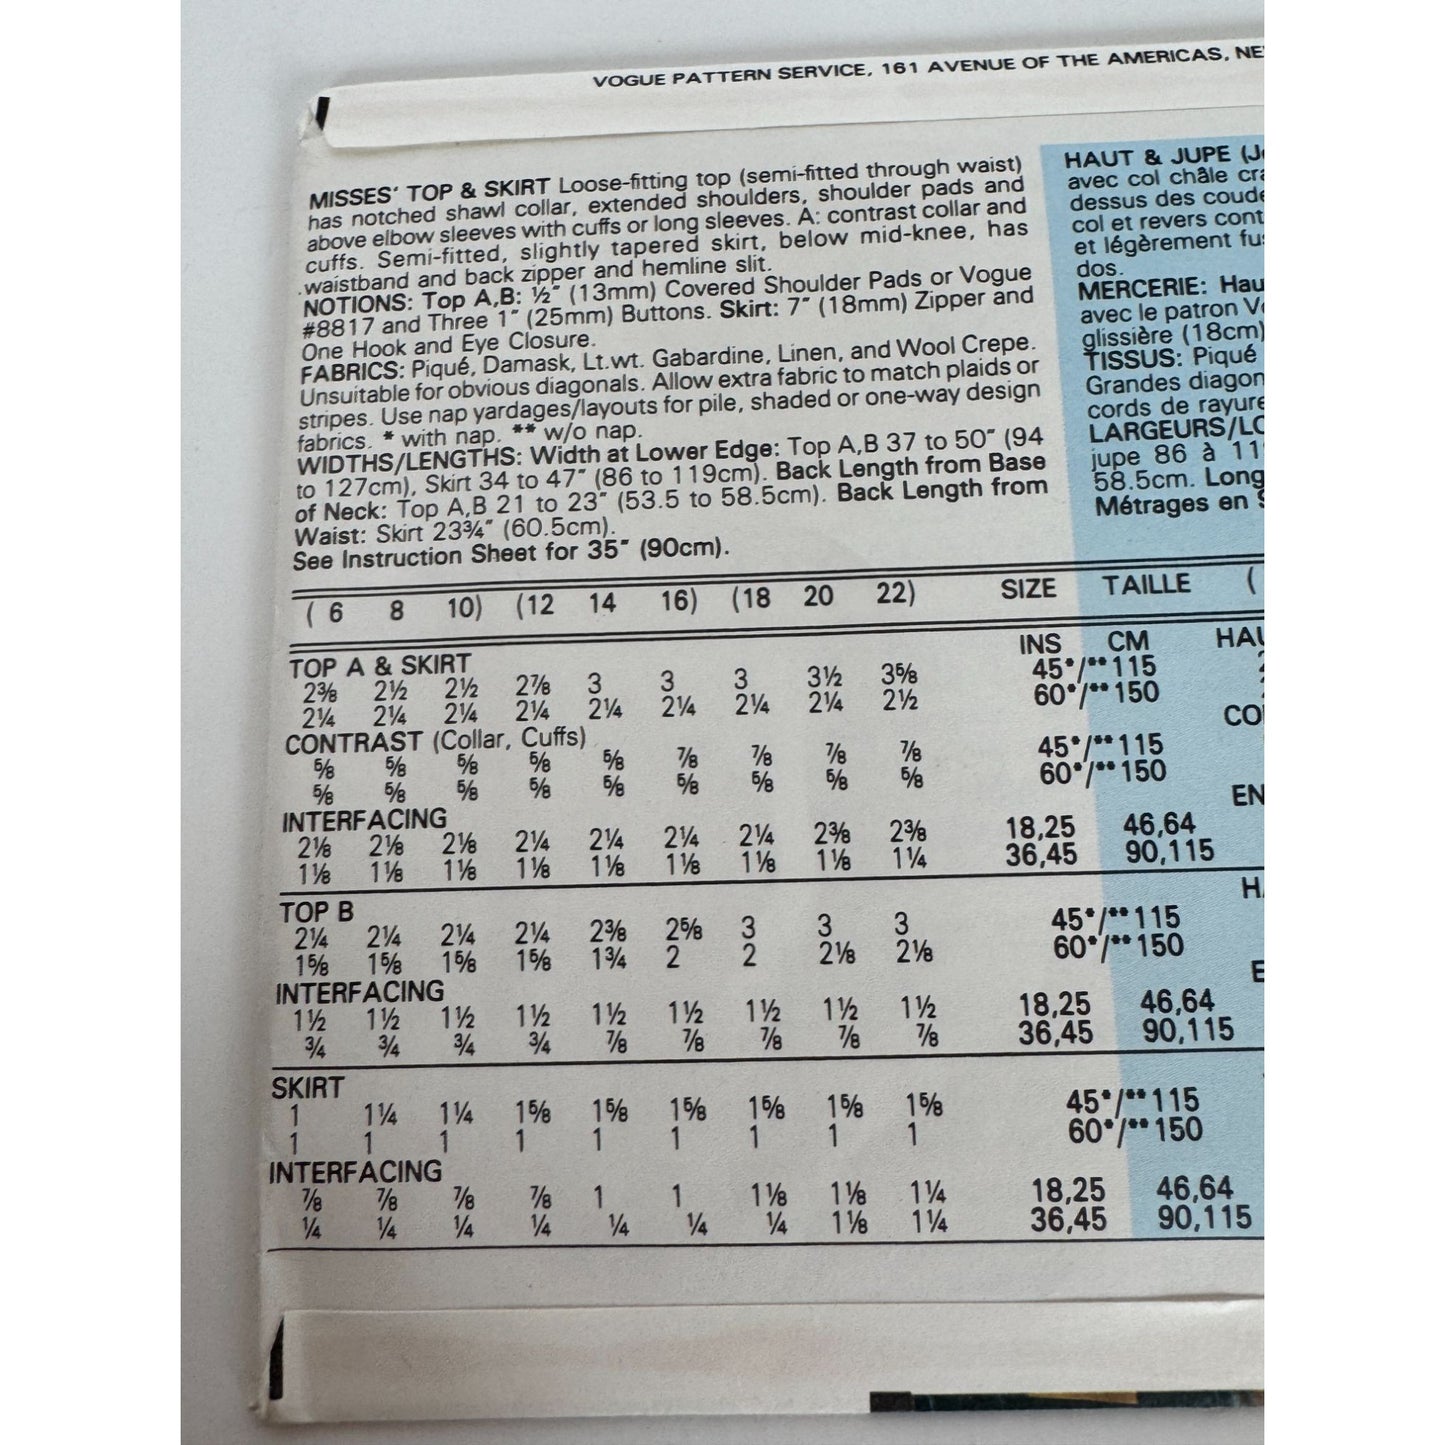 VOGUE PATTERN SERVICE, 161 AVENUE OF THE AMERICAS, NE
MISSES' TOP & SKIRT Loose-fitting top (semi-fitted through waist)
has notched shawl collar, extended shoulders, shoulder pads and
above elbow sleeves with cuffs or long sleeves. A: contrast collar and
cuffs. Semi-fitted, slightly tapered skirt, below mid-knee, has
waistband and back zipper and hemline slit.
NOTIONS: Top A,B: ½" (13mm) Covered Shoulder Pads or Vogue
#8817 and Three 1" (25mm) Buttons. Skirt: 7" (18mm) Zipper and
One Hook and Eye Closure.
FABRICS: Piqué, Damask, Lt.wt. Gabardine, Linen, and Wool Crepe.
Unsuitable for obvious diagonals. Allow extra fabric to match plaids or
stripes. Use nap yardages/layouts for pile, shaded or one-way design
fabrics. * with nap. ** w/o nap.
WIDTHS/LENGTHS: Width at Lower Edge: Top A,B 37 to 50" (94
to 127cm), Skirt 34 to 47" (86 to 119cm). Back Length from Base
of Neck: Top A,B 21 to 23" (53.5 to 58.5cm). Back Length from
Waist: Skirt 23¾" (60.5cm).
See Instruction Sheet for 35" (90cm).
HAUT & JUPE (J
avec col châle cr
dessus des coud
col et revers cont
et légèrement fu
dos.
MERCERIE: Hau
avec le patron V
glissière (18cm)
TISSUS: Piqué
Grandes diagon
cords de rayure
LARGEURS/LO
jupe 86 à 11
58.5cm. Long
Métrages en S
( 6 8 10) (12 14 16) (18 20 22) SIZE TAILLE (
INS CM HAU
TOP A & SKIRT
2⅜ 2½ 2½ 2⅞ 3 3 3 3½ 3⅝ 45*/** 115
2¼ 2¼ 2¼ 2¼ 2¼ 2¼ 2¼ 2¼ 2½ 60*/** 150
CONTRAST (Collar, Cuffs) CO
⅝ ⅝ ⅝ ⅝ ⅝ ⅞ ⅞ ⅞ ⅞ 45*/** 115
⅝ ⅝ ⅝ ⅝ ⅝ ⅝ ⅝ ⅝ ⅝ 60*/** 150
INTERFACING EN
2⅛ 2⅛ 2⅛ 2¼ 2¼ 2¼ 2¼ 2⅜ 2⅜ 18,25 46,64
1⅛ 1⅛ 1⅛ 1⅛ 1⅛ 1⅛ 1⅛ 1⅛ 1¼ 36,45 90,115
TOP B H
2¼ 2¼ 2¼ 2¼ 2⅜ 2⅝ 3 3 3 45*/** 115
1⅝ 1⅝ 1⅝ 1⅝ 1¾ 2 2 2⅛ 2⅛ 60*/** 150
INTERFACING E
1½ 1½ 1½ 1½ 1½ 1½ 1½ 1½ 1½ 18,25 46,64
¾ ¾ ¾ ¾ ⅞ ⅞ ⅞ ⅞ ⅞ 36,45 90,115
SKIRT
1 1¼ 1¼ 1⅝ 1⅝ 1⅝ 1⅝ 1⅝ 1⅝ 45*/** 115
1 1 1 1 1 1 1 1 1 60*/** 150
INTERFACING
⅞ ⅞ ⅞ ⅞ 1 1 1⅛ 1⅛ 1¼ 18,25 46,64
¼ ¼ ¼ ¼ ¼ ¼ ¼ 1⅛ 1¼ 36,45 90,115